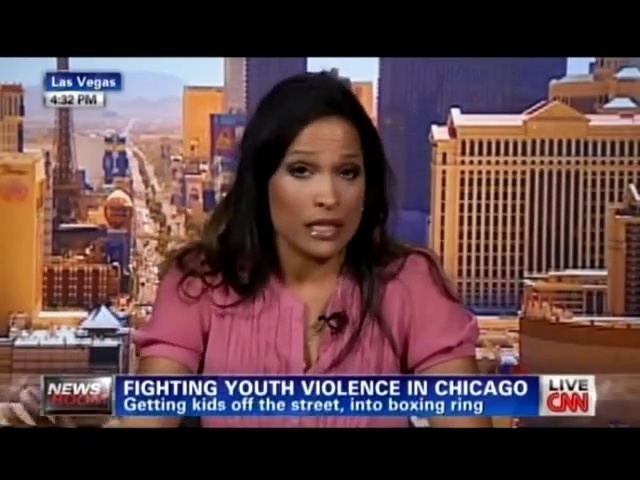 Las Vegas
4:32 PM
NEWS
ROOM
FIGHTING YOUTH VIOLENCE IN CHICAGO
Getting kids off the street, into boxing ring
LIVE
CNN